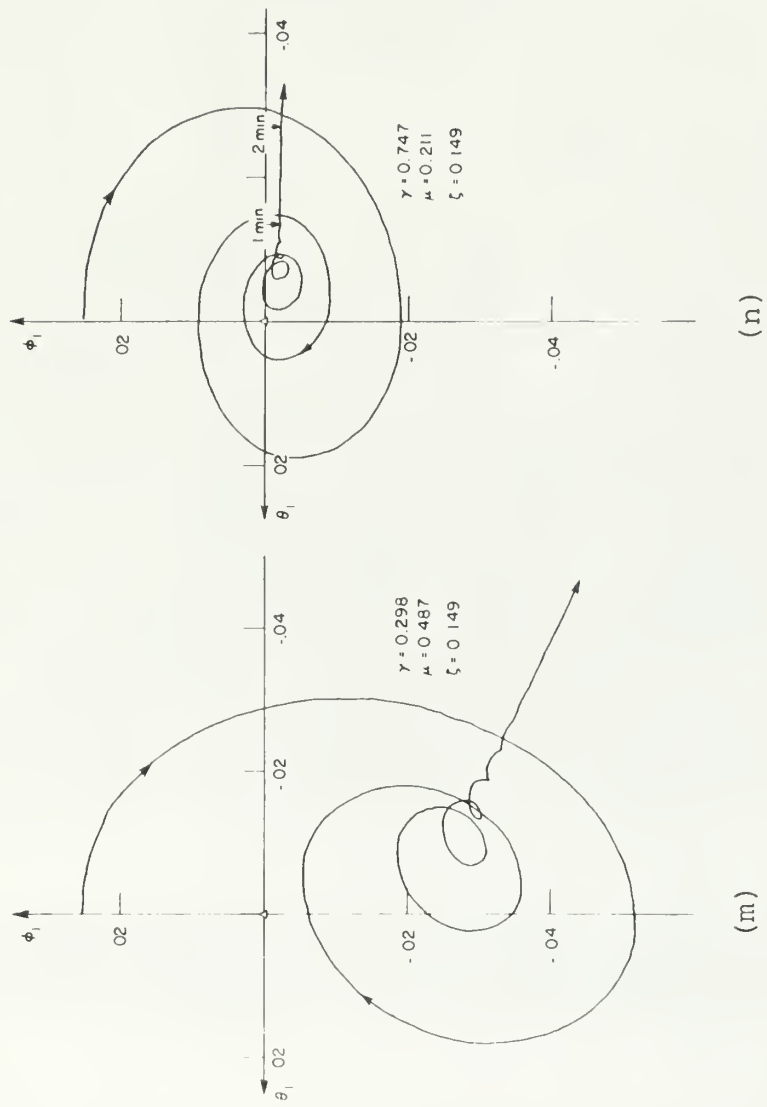 φ₁
02
θ₁
02
-.02
-.04
-.02
-.04
γ = 0.298
μ = 0 487
ζ = 0.149
(m)
φ₁
02
θ₁
02
1 min
2 min
-.04
-.02
-.04
γ = 0.747
μ = 0.211
ζ = 0.149
(n)